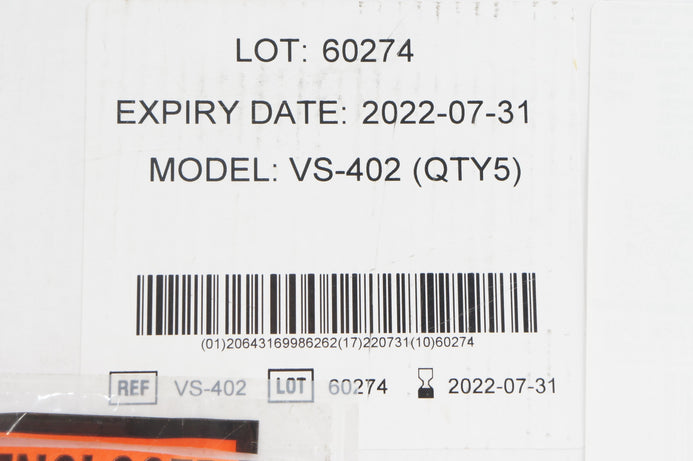 LOT: 60274
EXPIRY DATE: 2022-07-31
MODEL: VS-402 (QTY5)
(01)20643169986262(17)220731(10)60274
REF VS-402 LOT 60274 2022-07-31